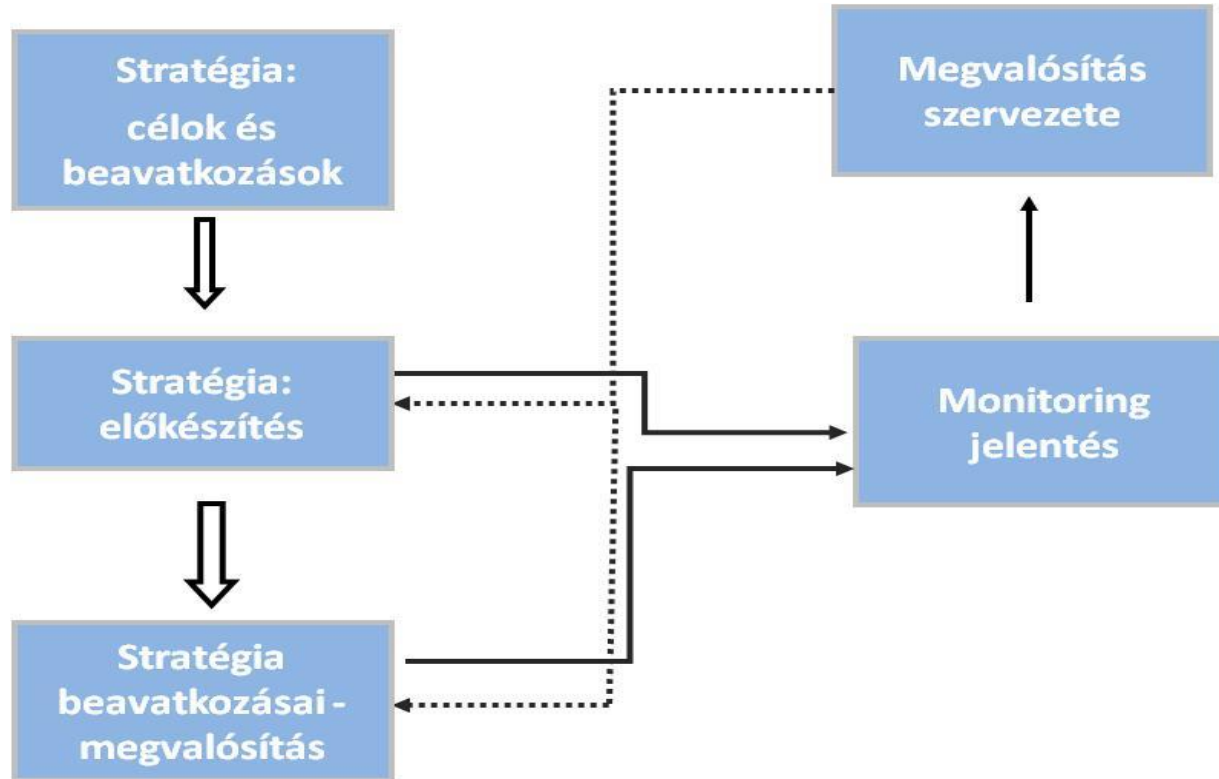 Stratégia:
célok és
beavatkozások
Megvalósítás
szervezete
Stratégia:
előkészítés
Monitoring
jelentés
Stratégia
beavatkozásai -
megvalósítás